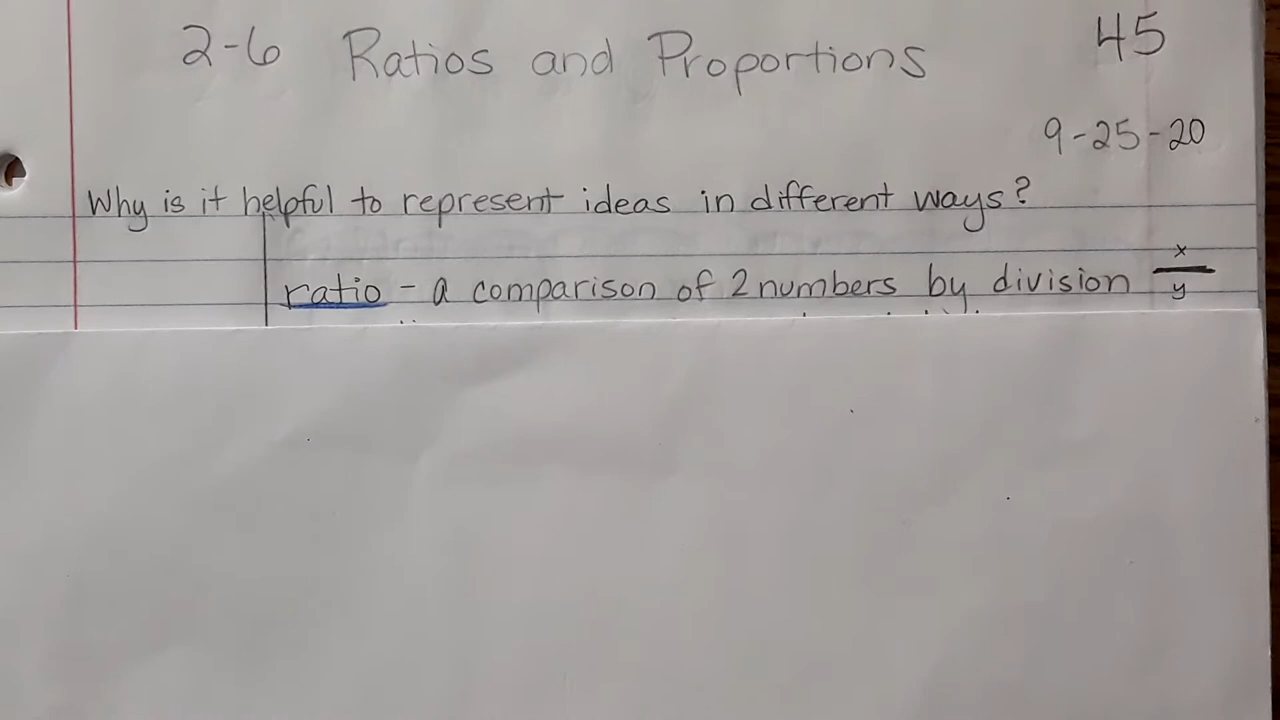 2-6 Ratios and Proportions 45
9-25-20
Why is it helpful to represent ideas in different ways?
ratio - a comparison of 2 numbers by division x/y